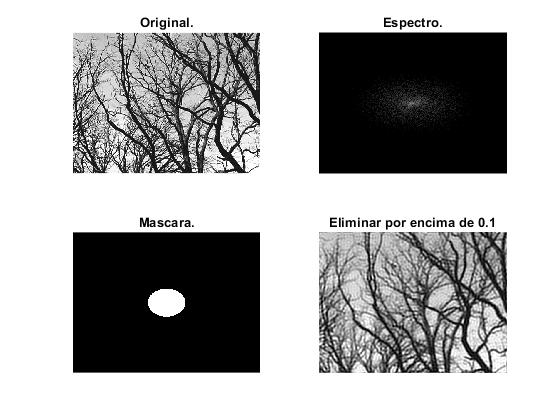 Original.
Espectro.
Mascara.
Eliminar por encima de 0.1